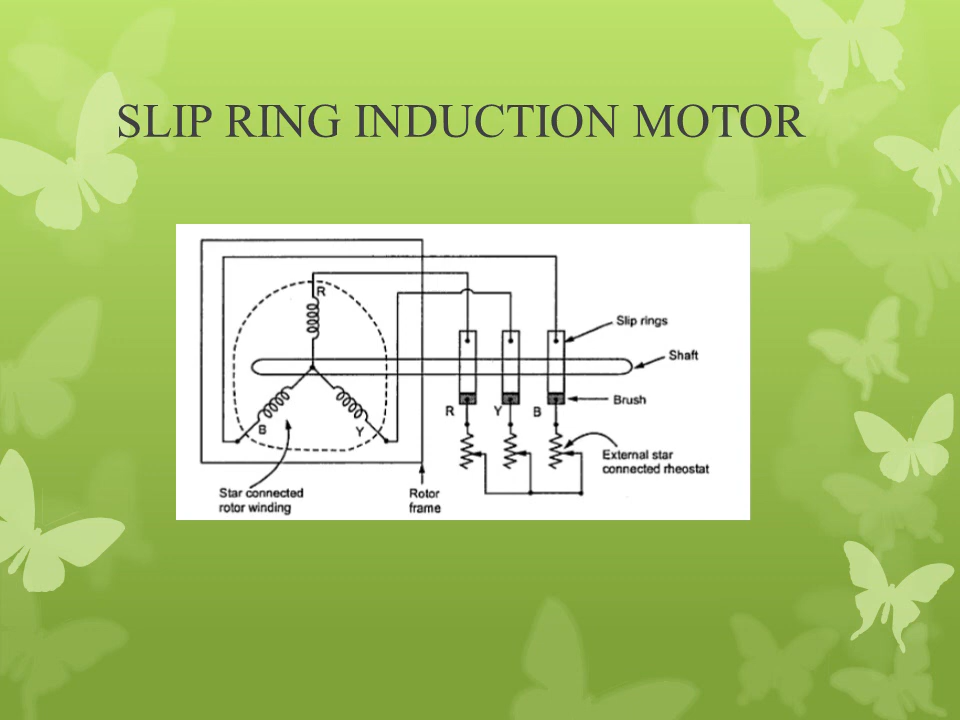 SLIP RING INDUCTION MOTOR
R
Slip rings
Shaft
Brush
R Y B
B
Y
External star
connected rheostat
Star connected
rotor winding
Rotor
frame